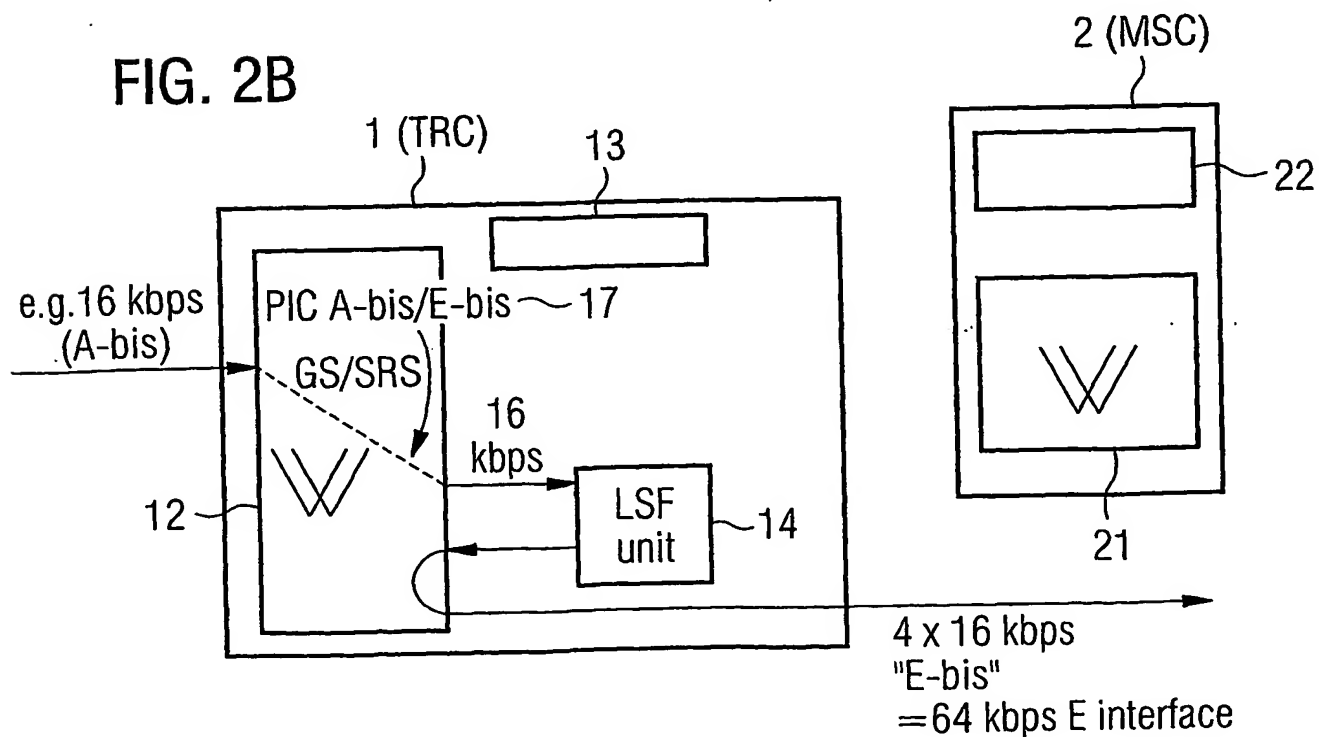 FIG. 2B
2 (MSC)
1 (TRC)
13
22
e.g.16 kbps
(A-bis)
PIC A-bis/E-bis
17
GS/SRS
16
kbps
12
LSF
unit
14
21
4 x 16 kbps
"E-bis"
=64 kbps E interface